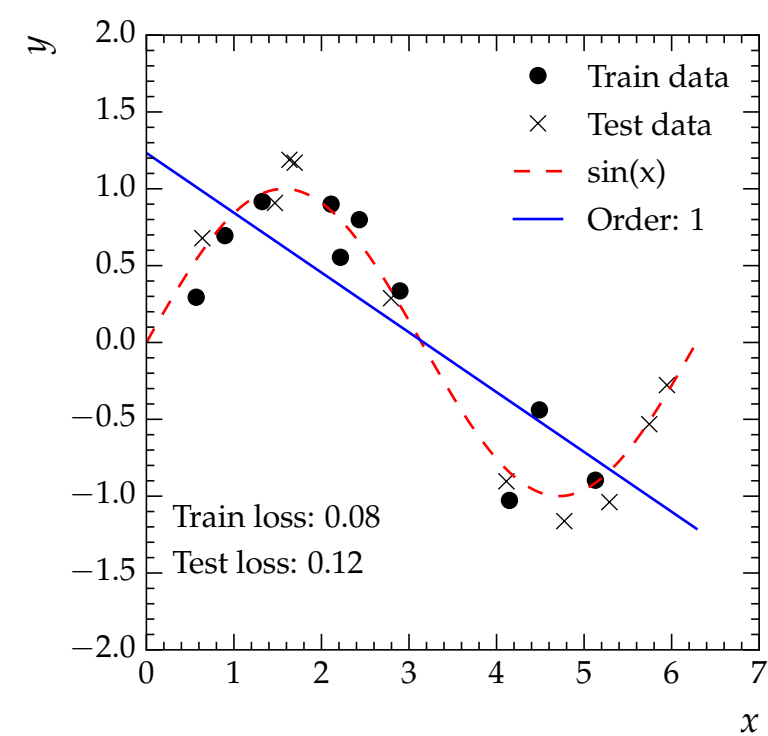 y
2.0
1.5
1.0
0.5
0.0
−0.5
−1.0
−1.5
−2.0
Train data
Test data
sin(x)
Order: 1
Train loss: 0.08
Test loss: 0.12
0 1 2 3 4 5 6 7
x